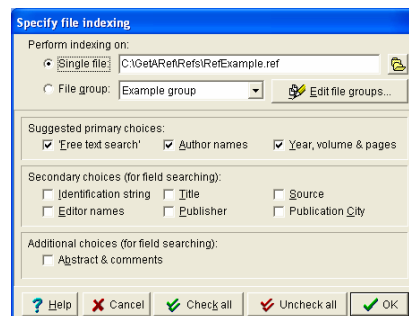 Specify file indexing
Perform indexing on:
Single file: C:\GetARef\Refs\RefExample.ref
File group: Example group Edit file groups...
Suggested primary choices:
'Free text search' Author names Year, volume & pages
Secondary choices (for field searching):
Identification string Title Source
Editor names Publisher Publication City
Additional choices (for field searching):
Abstract & comments
? Help Cancel Check all Uncheck all OK